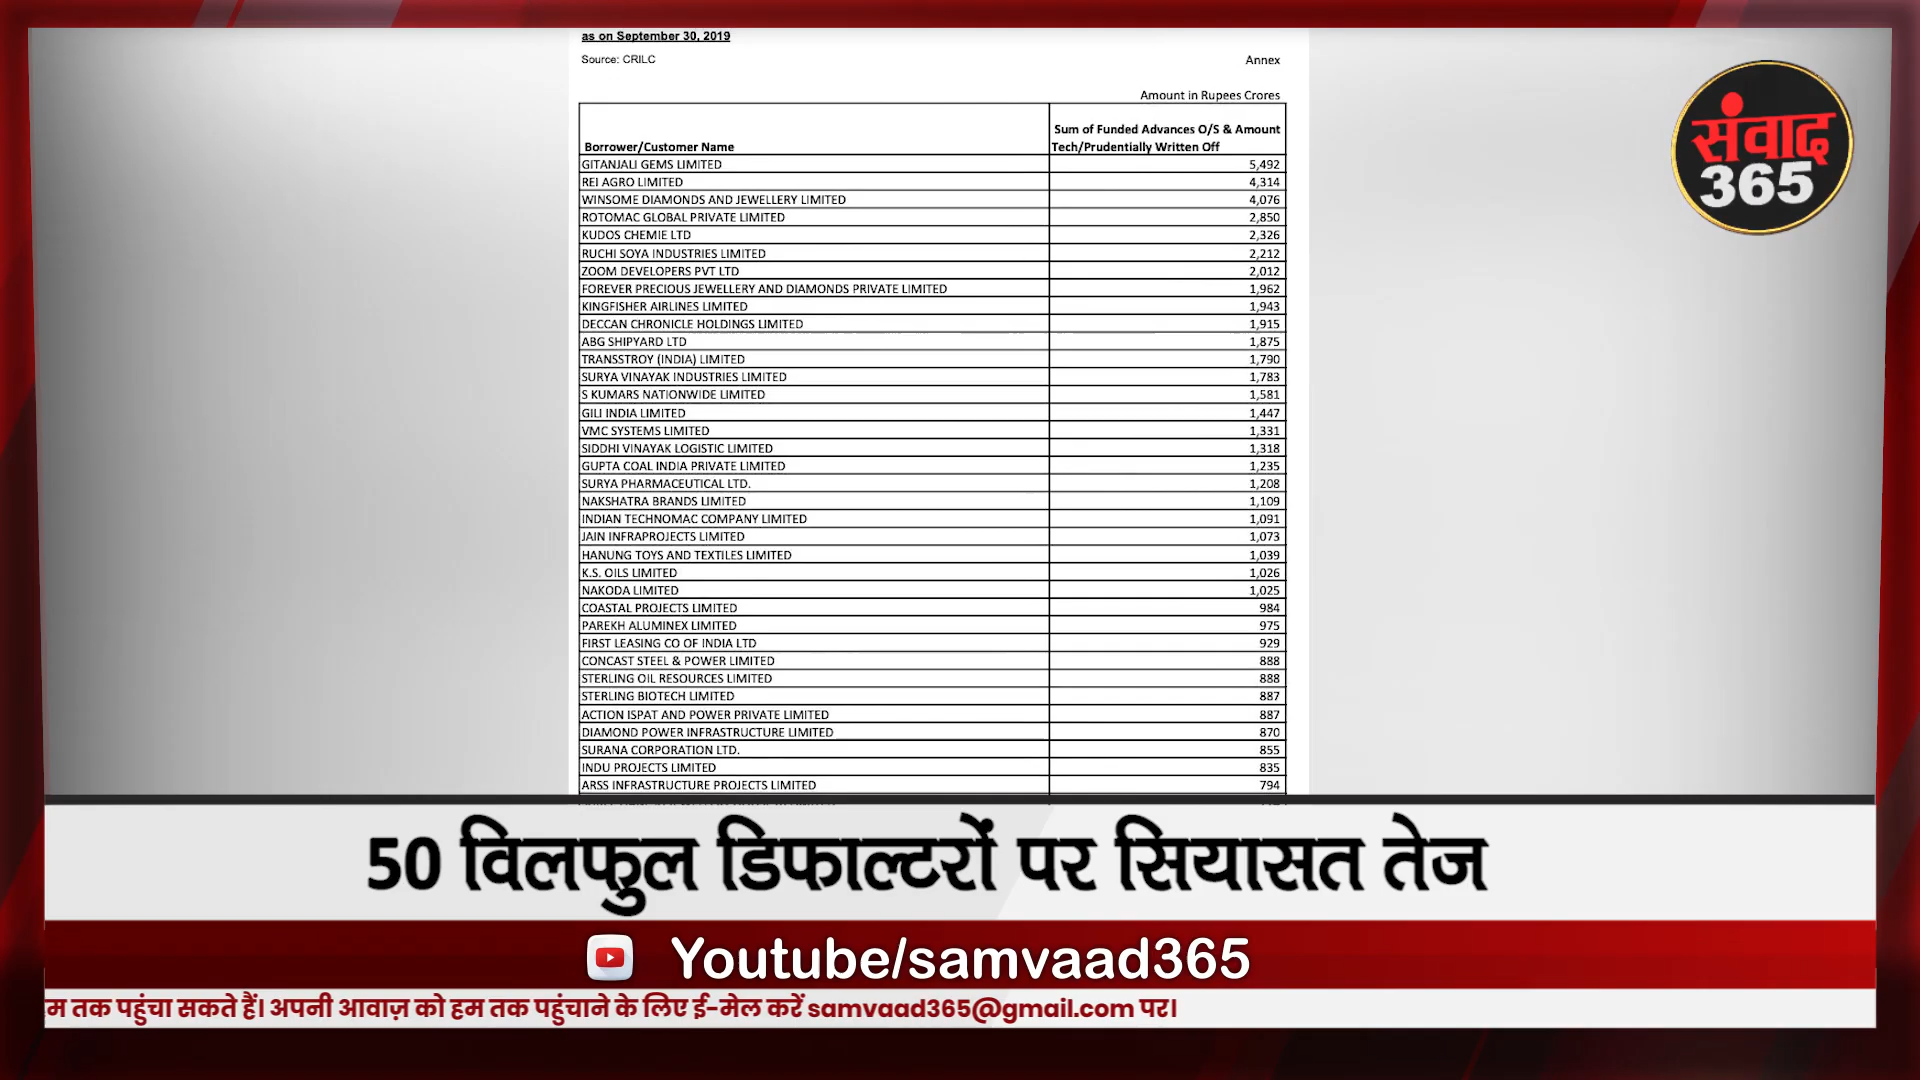 as on September 30, 2019
Source: CRILC
Annex
Amount in Rupees Crores
Borrower/Customer Name
Sum of Funded Advances O/S & Amount
Tech/Prudentially Written Off
GITANJALI GEMS LIMITED 5,492
REI AGRO LIMITED 4,314
WINSOME DIAMONDS AND JEWELLERY LIMITED 4,076
ROTOMAC GLOBAL PRIVATE LIMITED 2,850
KUDOS CHEMIE LTD 2,326
RUCHI SOYA INDUSTRIES LIMITED 2,212
ZOOM DEVELOPERS PVT LTD 2,012
FOREVER PRECIOUS JEWELLERY AND DIAMONDS PRIVATE LIMITED 1,962
KINGFISHER AIRLINES LIMITED 1,943
DECCAN CHRONICLE HOLDINGS LIMITED 1,915
ABG SHIPYARD LTD 1,875
TRANSSTROY (INDIA) LIMITED 1,790
SURYA VINAYAK INDUSTRIES LIMITED 1,783
S KUMARS NATIONWIDE LIMITED 1,581
GILI INDIA LIMITED 1,447
VMC SYSTEMS LIMITED 1,331
SIDDHI VINAYAK LOGISTIC LIMITED 1,318
GUPTA COAL INDIA PRIVATE LIMITED 1,235
SURYA PHARMACEUTICAL LTD. 1,208
NAKSHATRA BRANDS LIMITED 1,109
INDIAN TECHNOMAC COMPANY LIMITED 1,091
JAIN INFRAPROJECTS LIMITED 1,073
HANUNG TOYS AND TEXTILES LIMITED 1,039
K.S. OILS LIMITED 1,026
NAKODA LIMITED 1,025
COASTAL PROJECTS LIMITED 984
PAREKH ALUMINEX LIMITED 975
FIRST LEASING CO OF INDIA LTD 929
CONCAST STEEL & POWER LIMITED 888
STERLING OIL RESOURCES LIMITED 888
STERLING BIOTECH LIMITED 887
ACTION ISPAT AND POWER PRIVATE LIMITED 887
DIAMOND POWER INFRASTRUCTURE LIMITED 870
SURANA CORPORATION LTD. 855
INDU PROJECTS LIMITED 835
ARSS INFRASTRUCTURE PROJECTS LIMITED 794
संवाद
365
50 विलफुल डिफाल्टरों पर सियासत तेज
Youtube/samvaad365
म तक पहुंचा सकते हैं। अपनी आवाज़ को हम तक पहुंचाने के लिए ई-मेल करें samvaad365@gmail.com पर।